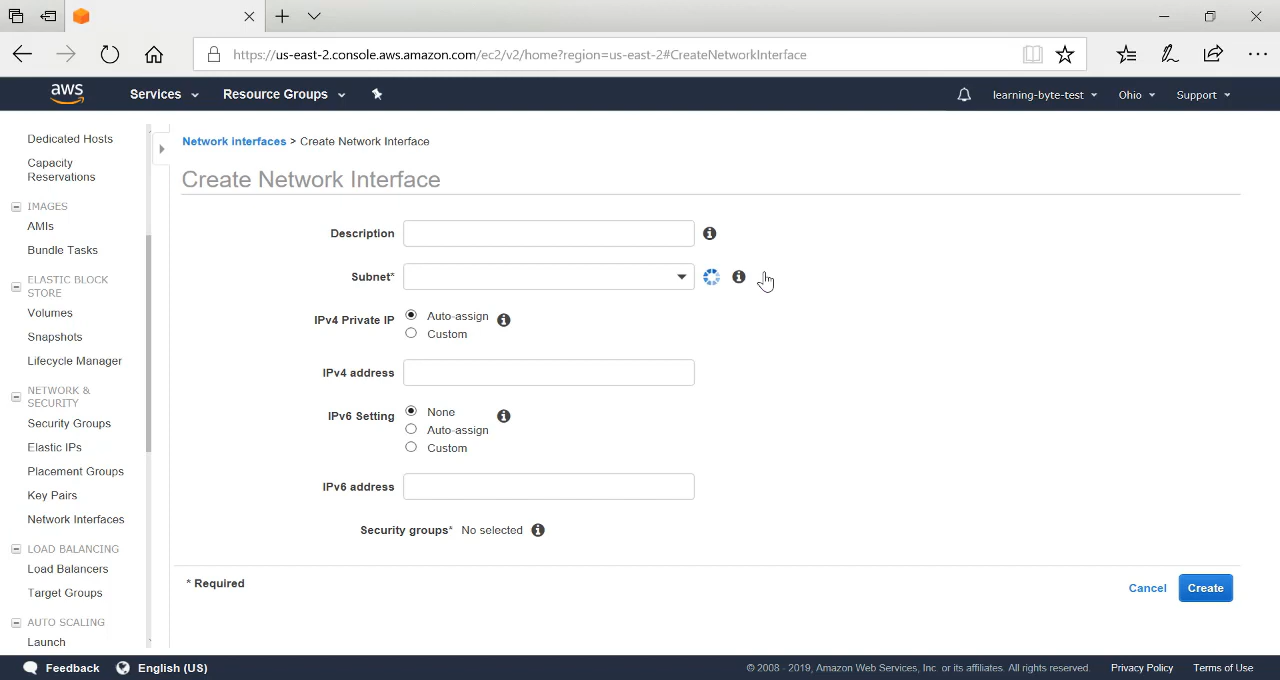 https://us-east-2.console.aws.amazon.com/ec2/v2/home?region=us-east-2#CreateNetworkInterface
aws
Services
Resource Groups
learning-byte-test
Ohio
Support
Dedicated Hosts
Capacity
Reservations
IMAGES
AMIs
Bundle Tasks
ELASTIC BLOCK
STORE
Volumes
Snapshots
Lifecycle Manager
NETWORK &
SECURITY
Security Groups
Elastic IPs
Placement Groups
Key Pairs
Network Interfaces
LOAD BALANCING
Load Balancers
Target Groups
AUTO SCALING
Launch
Network interfaces > Create Network Interface
Create Network Interface
Description
Subnet*
IPv4 Private IP
Auto-assign
Custom
IPv4 address
IPv6 Setting
None
Auto-assign
Custom
IPv6 address
Security groups* No selected
* Required
Cancel
Create
Feedback
English (US)
© 2008 - 2019, Amazon Web Services, Inc. or its affiliates. All rights reserved.
Privacy Policy
Terms of Use